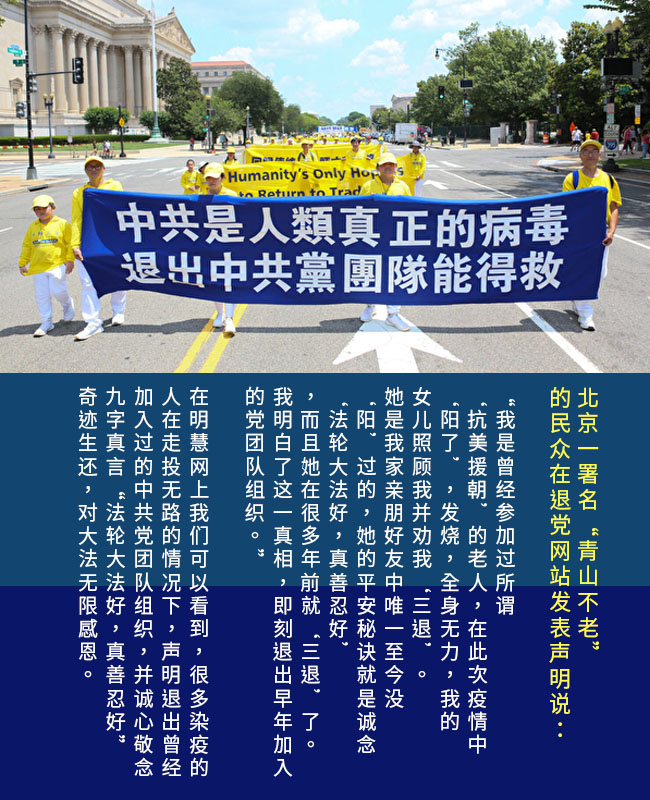 Humanity's Only Hope
to Return to Trad
中共是人類真正的病毒
退出中共黨團隊能得救
北京一署名“青山不老”
的民众在退党网站发表声明说：
“我是曾经参加过所谓
“抗美援朝”的老人，在此次疫情中
“阳了”，发烧，全身无力，我的
女儿照顾我并劝我“三退”。
她是我家亲朋好友中唯一至今没
“阳”过的，她的平安秘诀就是诚念
“法轮大法好，真善忍好”
，而且她在很多年前就“三退”了。
我明白了这一真相，即刻退出早年加入
的党团队组织。”
在明慧网上我们可以看到，很多染疫的
人在走投无路的情况下，声明退出曾经
加入过的中共党团队组织，并诚心敬念
九字真言“法轮大法好，真善忍好”
奇迹生还，对大法无限感恩。